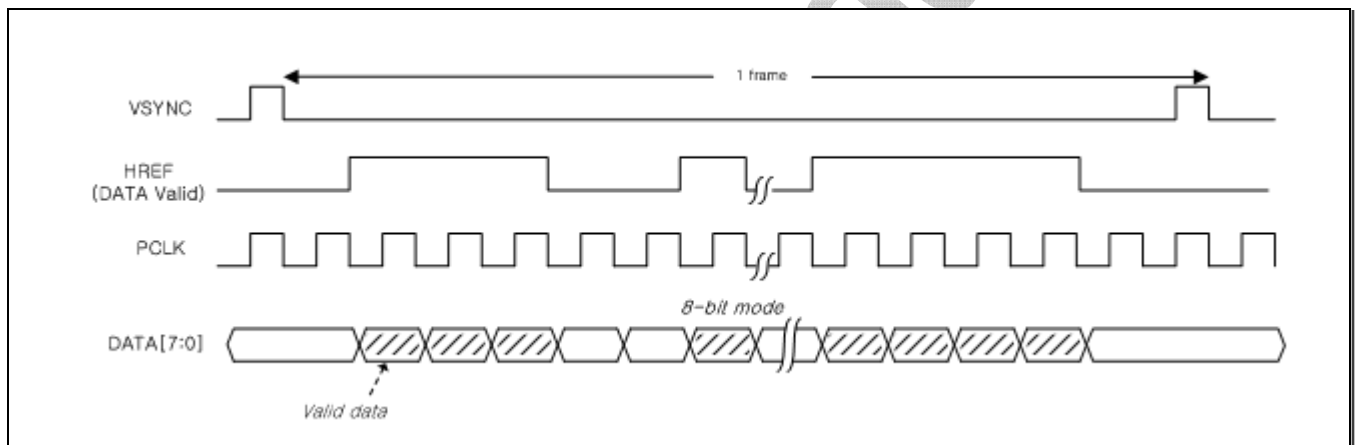 1 frame
VSYNC
HREF
(DATA Valid)
PCLK
8-bit mode
DATA[7:0]
Valid data